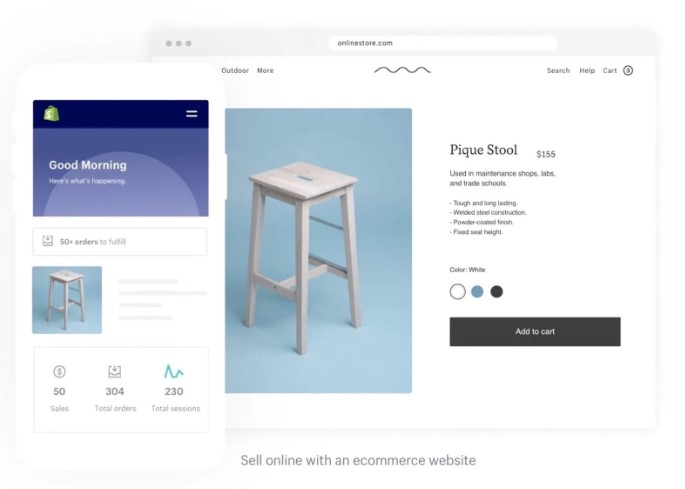 onlinestore.com
Outdoor More
Search Help Cart 3
Good Morning
Here's what's happening.
50+ orders to fulfill
50
Sales
304
Total orders
230
Total sessions
Pique Stool $155
Used in maintenance shops, labs,
and trade schools.
- Tough and long lasting.
- Welded steel construction.
- Powder-coated finish.
- Fixed seat height.
Color: White
Add to cart
Sell online with an ecommerce website